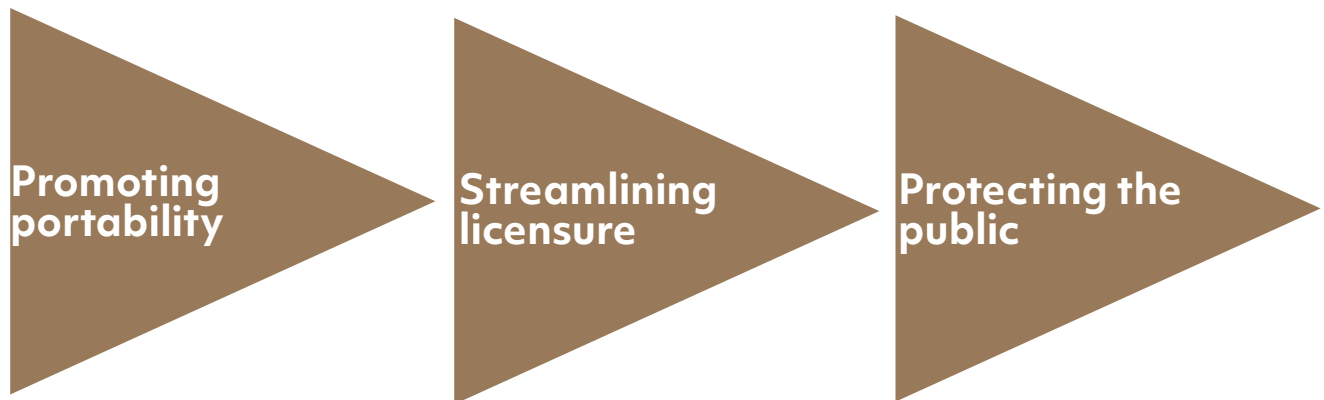 Promoting
portability
Streamlining
licensure
Protecting the
public